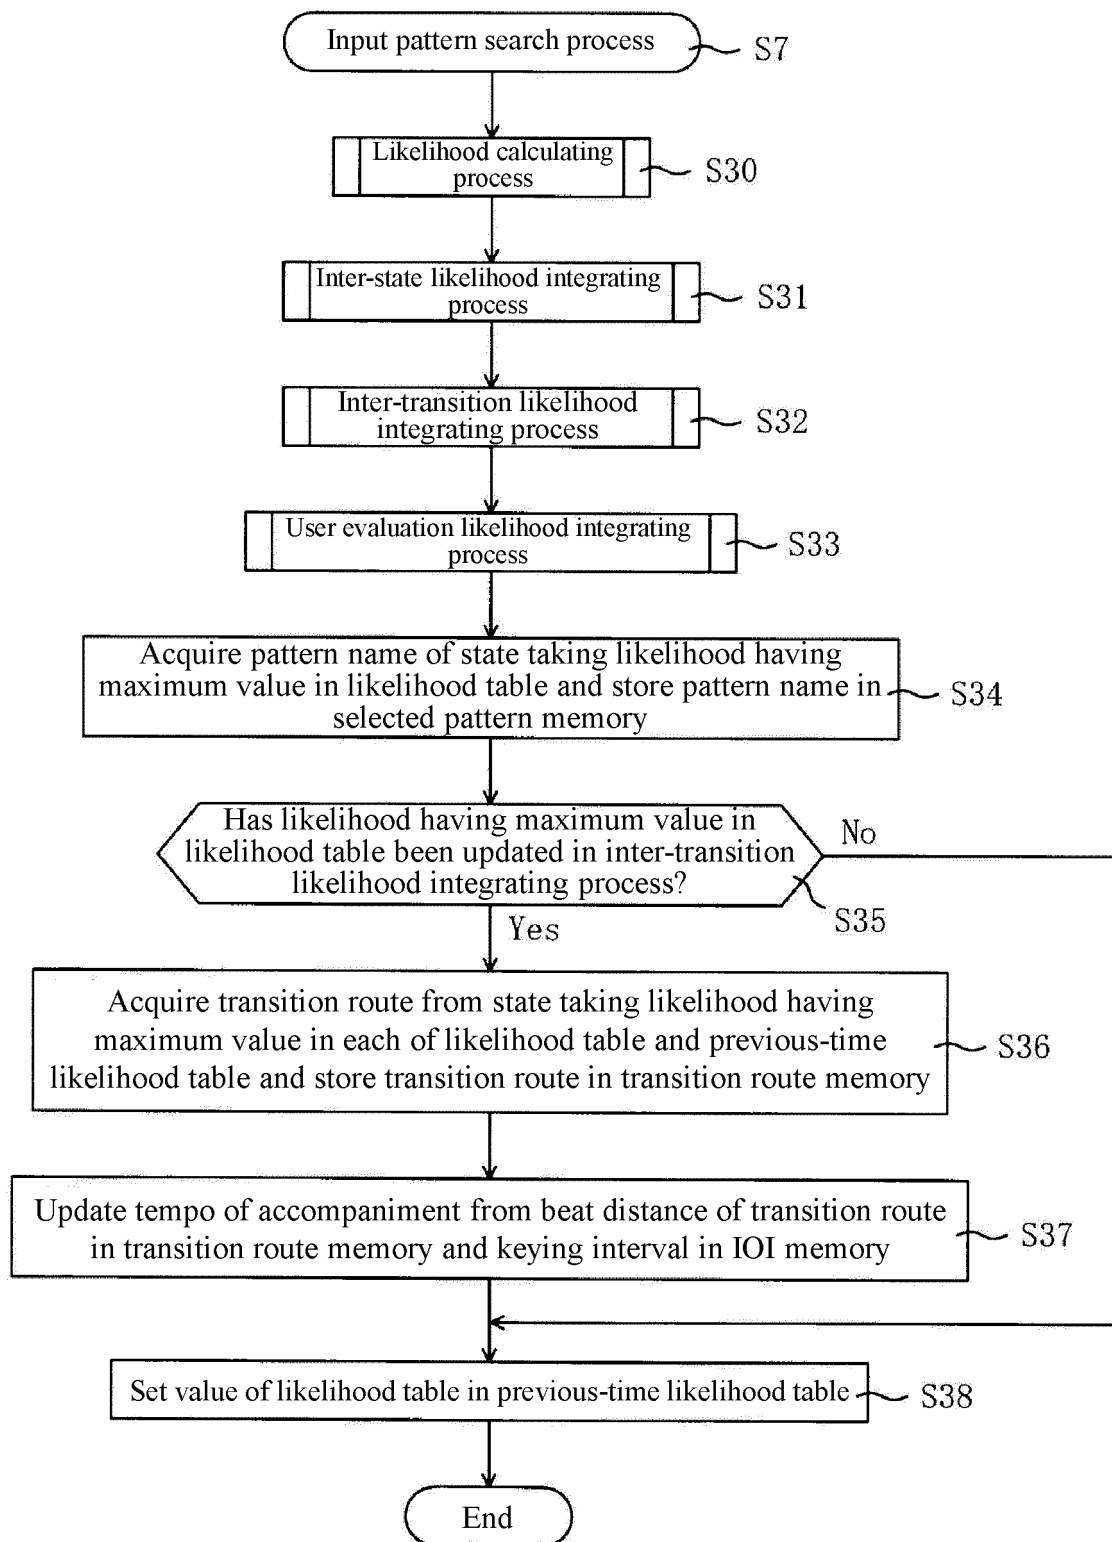 Input pattern search process
S7
Likelihood calculating
process
S30
Inter-state likelihood integrating
process
S31
Inter-transition likelihood
integrating process
S32
User evaluation likelihood integrating
process
S33
Acquire pattern name of state taking likelihood having
maximum value in likelihood table and store pattern name in
selected pattern memory
S34
Has likelihood having maximum value in
likelihood table been updated in inter-transition
likelihood integrating process?
No
S35
Yes
Acquire transition route from state taking likelihood having
maximum value in each of likelihood table and previous-time
likelihood table and store transition route in transition route memory
S36
Update tempo of accompaniment from beat distance of transition route
in transition route memory and keying interval in IOI memory
S37
Set value of likelihood table in previous-time likelihood table
S38
End